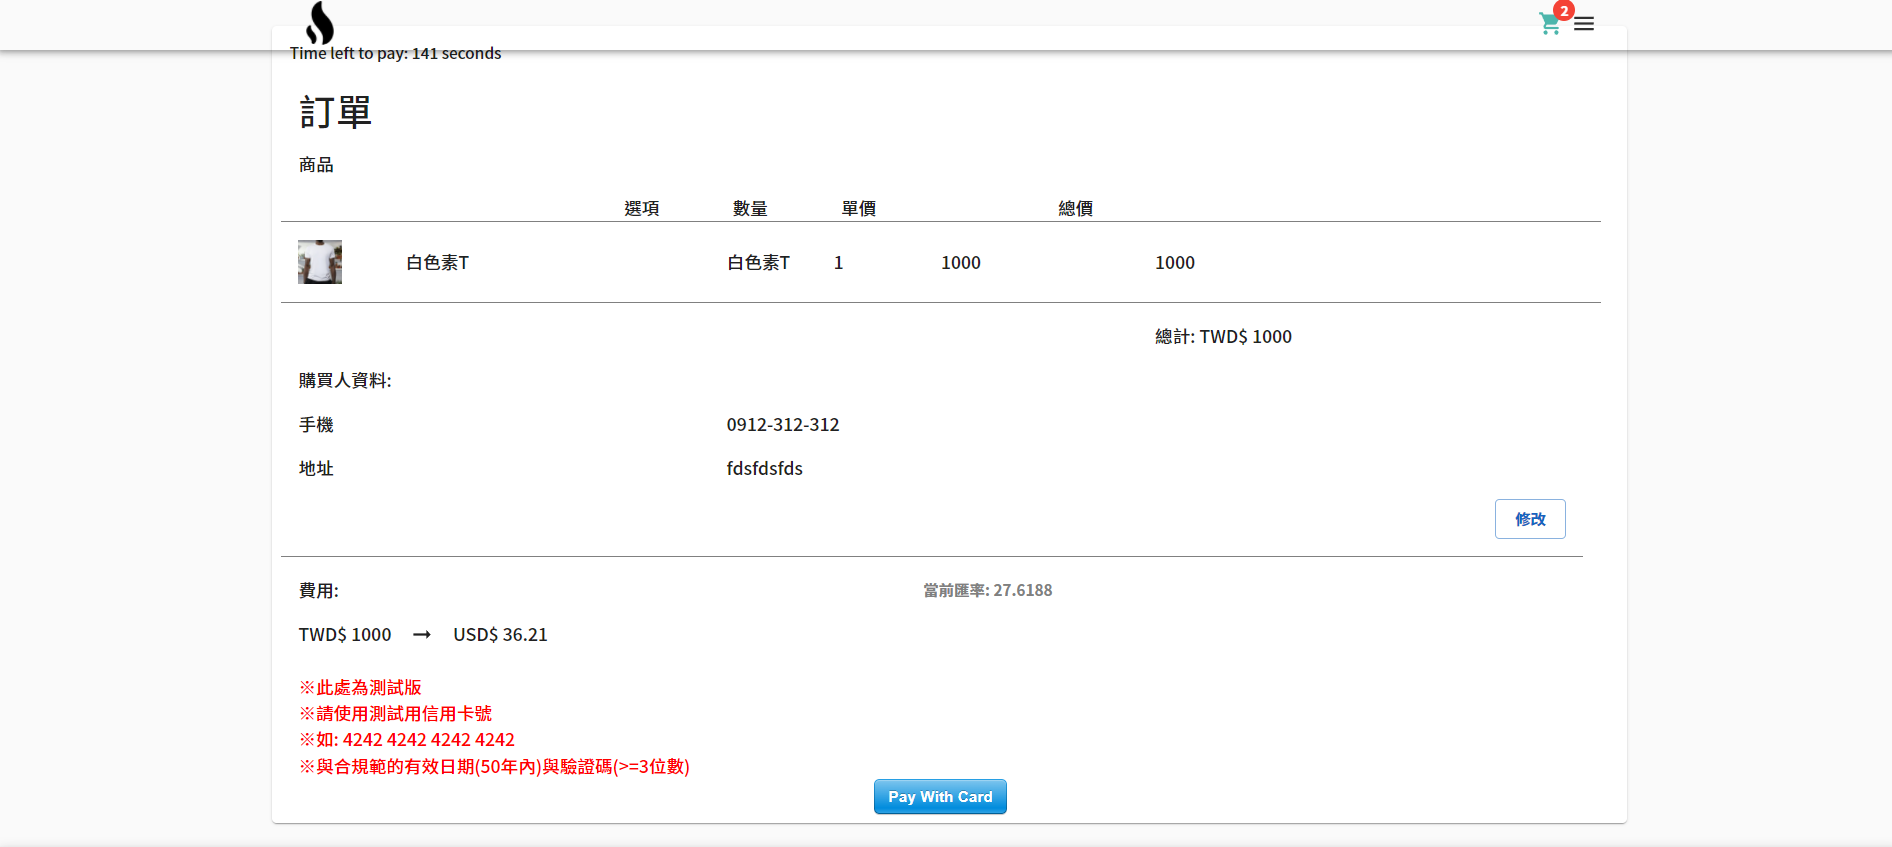 2
Time left to pay: 141 seconds
訂單
商品
選項 數量 單價 總價
白色素T 白色素T 1 1000 1000
總計: TWD$ 1000
購買人資料:
手機 0912-312-312
地址 fdsfdsfds
修改
費用: 當前匯率: 27.6188
TWD$ 1000 → USD$ 36.21
※此處為測試版
※請使用測試用信用卡號
※如: 4242 4242 4242 4242
※與合規範的有效日期(50年內)與驗證碼(>=3位數)
Pay With Card